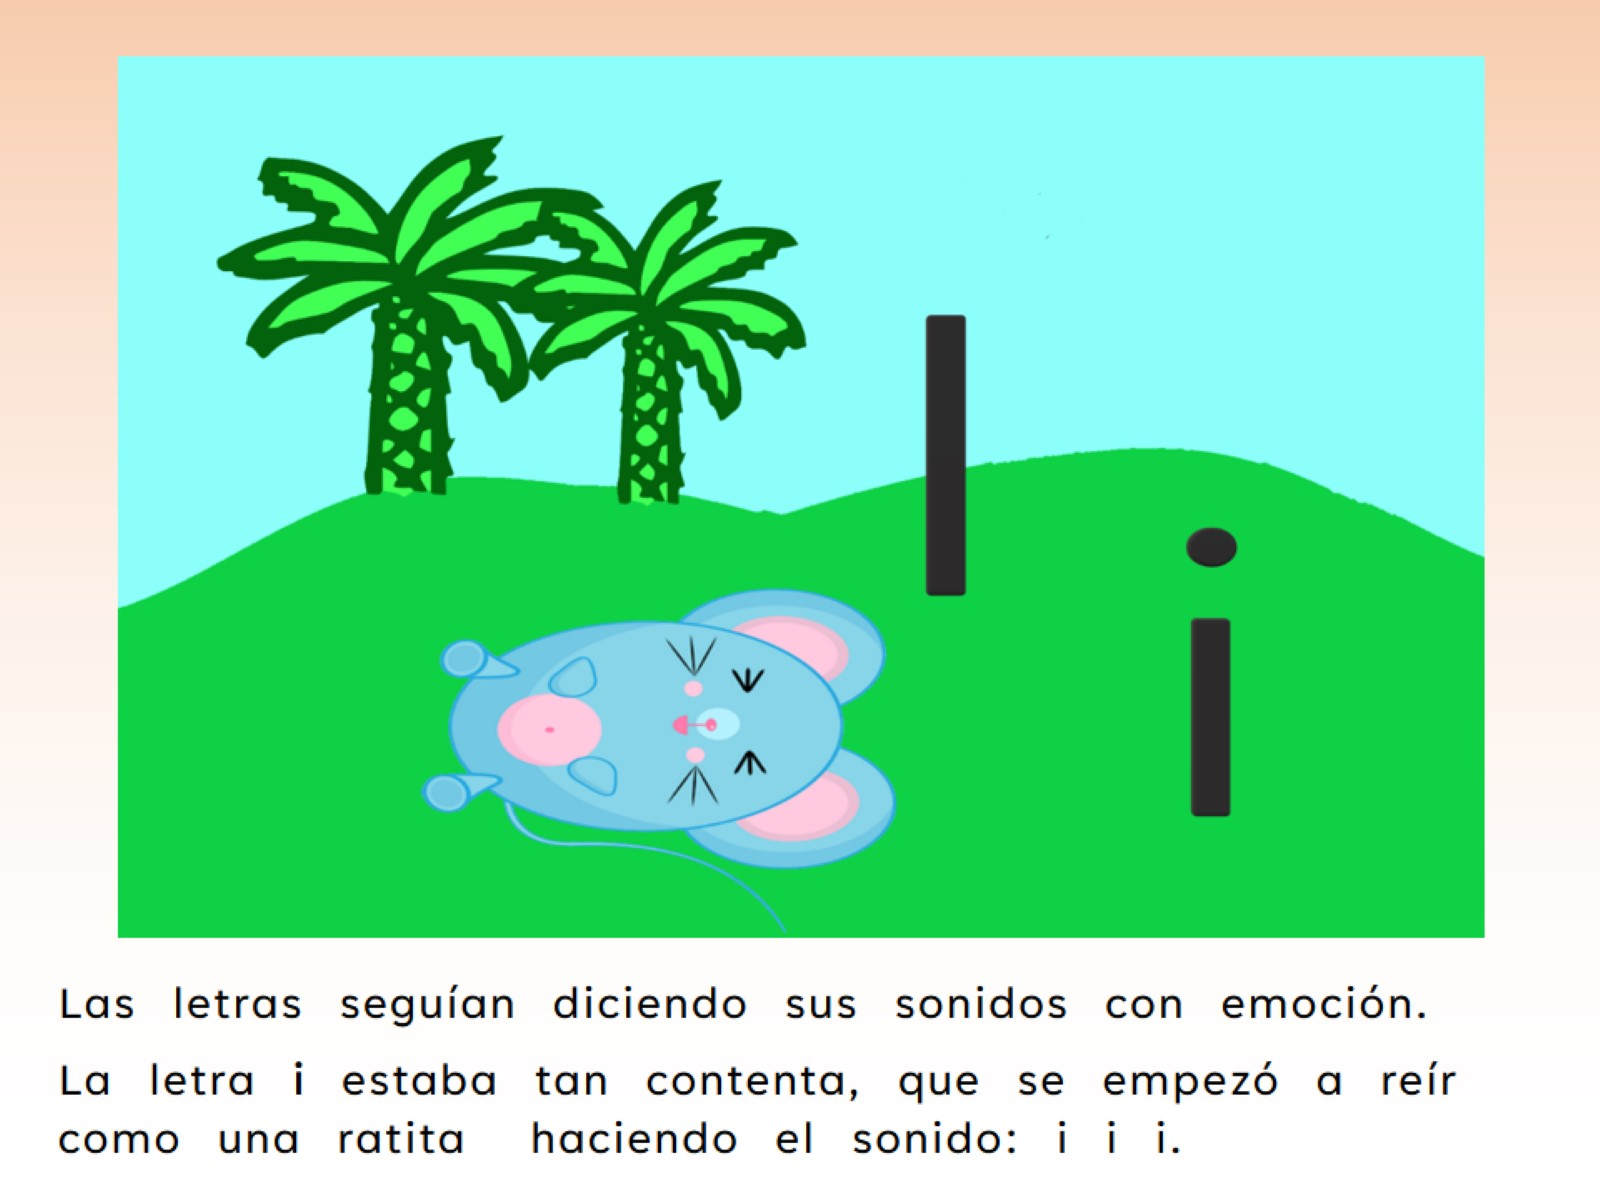 I
i
Las letras seguían diciendo sus sonidos con emoción.
La letra i estaba tan contenta, que se empezó a reír
como una ratita haciendo el sonido: i i i.